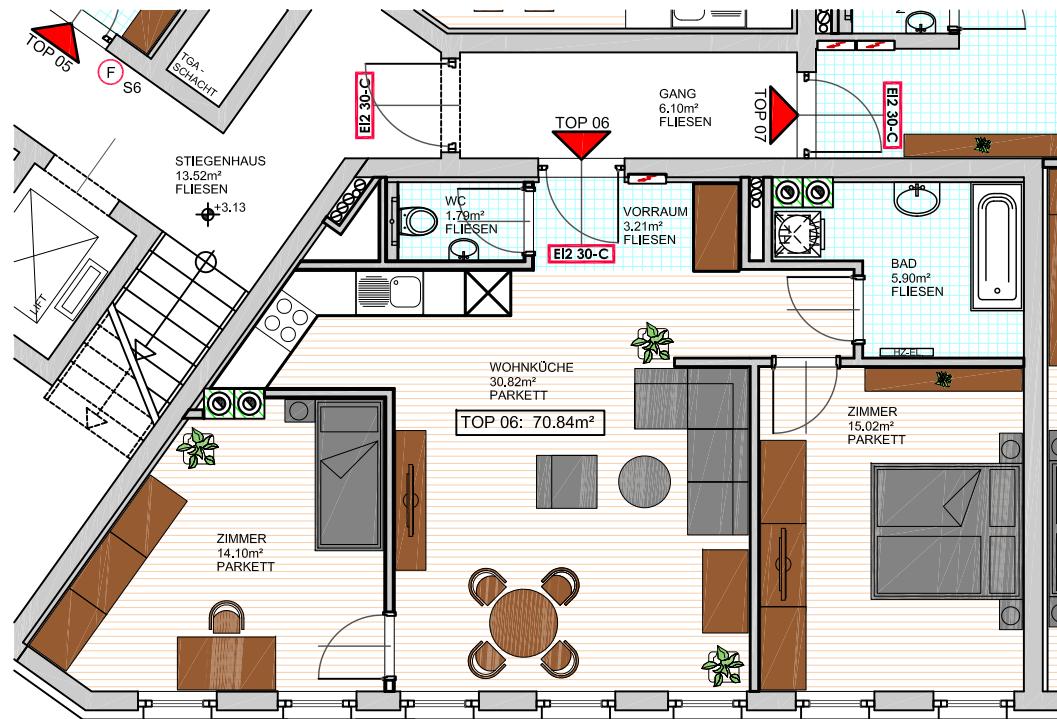 TOP 05
F
S6
TGA -
SCHACHT
STIEGENHAUS
13.52m²
FLIESEN
+3.13
LIFT
EI2 30-C
GANG
6.10m²
FLIESEN
TOP 06
TOP 07
EI2 30-C
WC
1.79m²
FLIESEN
VORRAUM
3.21m²
FLIESEN
EI2 30-C
BAD
5.90m²
FLIESEN
HZ-EL
WOHNKÜCHE
30.82m²
PARKETT
TOP 06: 70.84m²
ZIMMER
15.02m²
PARKETT
ZIMMER
14.10m²
PARKETT